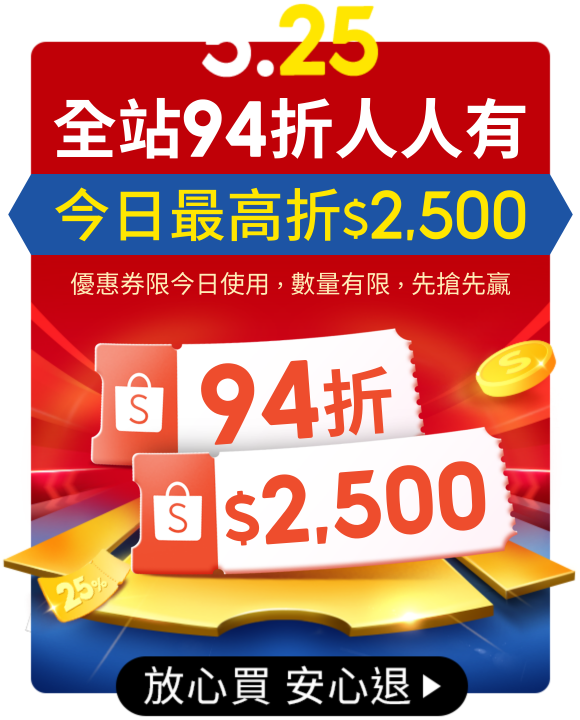 5.25
全站94折人人有
今日最高折$2,500
優惠券限今日使用，數量有限，先搶先贏
S
94折
S
$2,500
S
25%
放心買 安心退